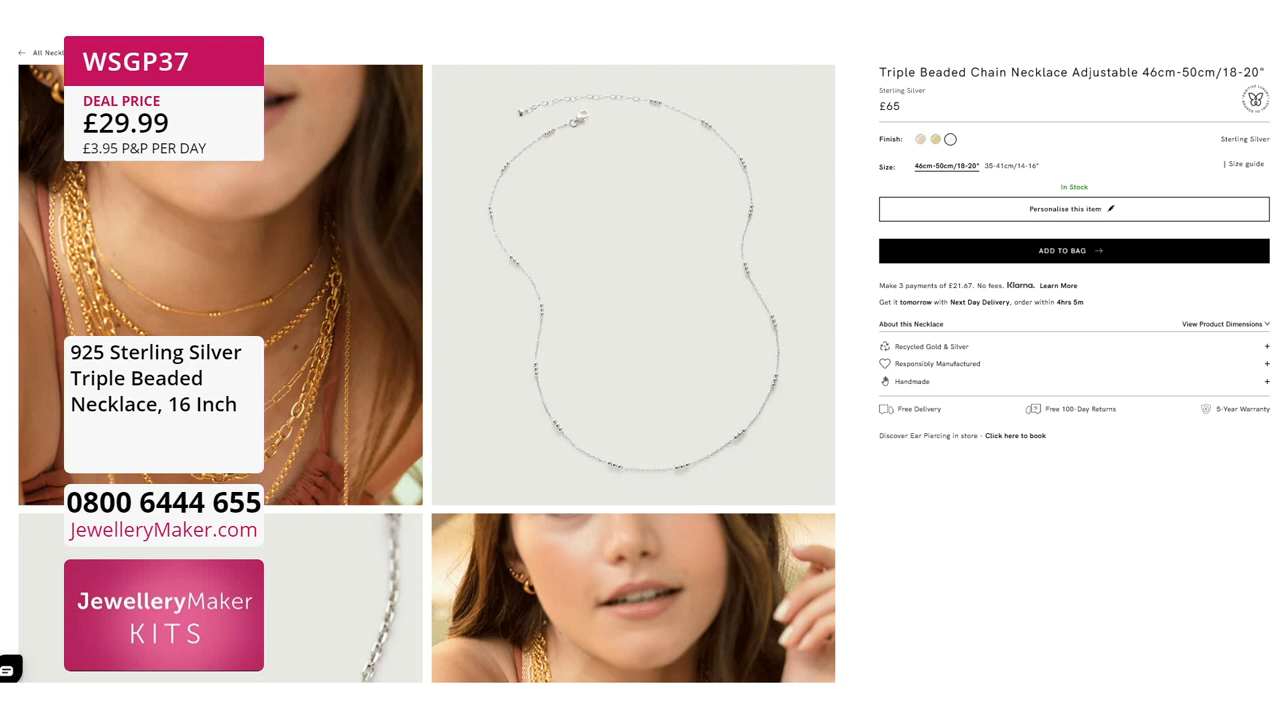 All Neckl
WSGP37
DEAL PRICE
£29.99
£3.95 P&P PER DAY
925 Sterling Silver
Triple Beaded
Necklace, 16 Inch
0800 6444 655
JewelleryMaker.com
JewelleryMaker
KITS
Triple Beaded Chain Necklace Adjustable 46cm-50cm/18-20"
Sterling Silver
£65
Finish:
Sterling Silver
Size:
46cm-50cm/18-20" 35-41cm/14-16"
| Size guide
In Stock
Personalise this item
ADD TO BAG
Make 3 payments of £21.67. No fees. Klarna. Learn More
Get it tomorrow with Next Day Delivery, order within 4hrs 5m
About this Necklace
View Product Dimensions
Recycled Gold & Silver +
Responsibly Manufactured +
Handmade +
Free Delivery
Free 100-Day Returns
5-Year Warranty
Discover Ear Piercing in store - Click here to book